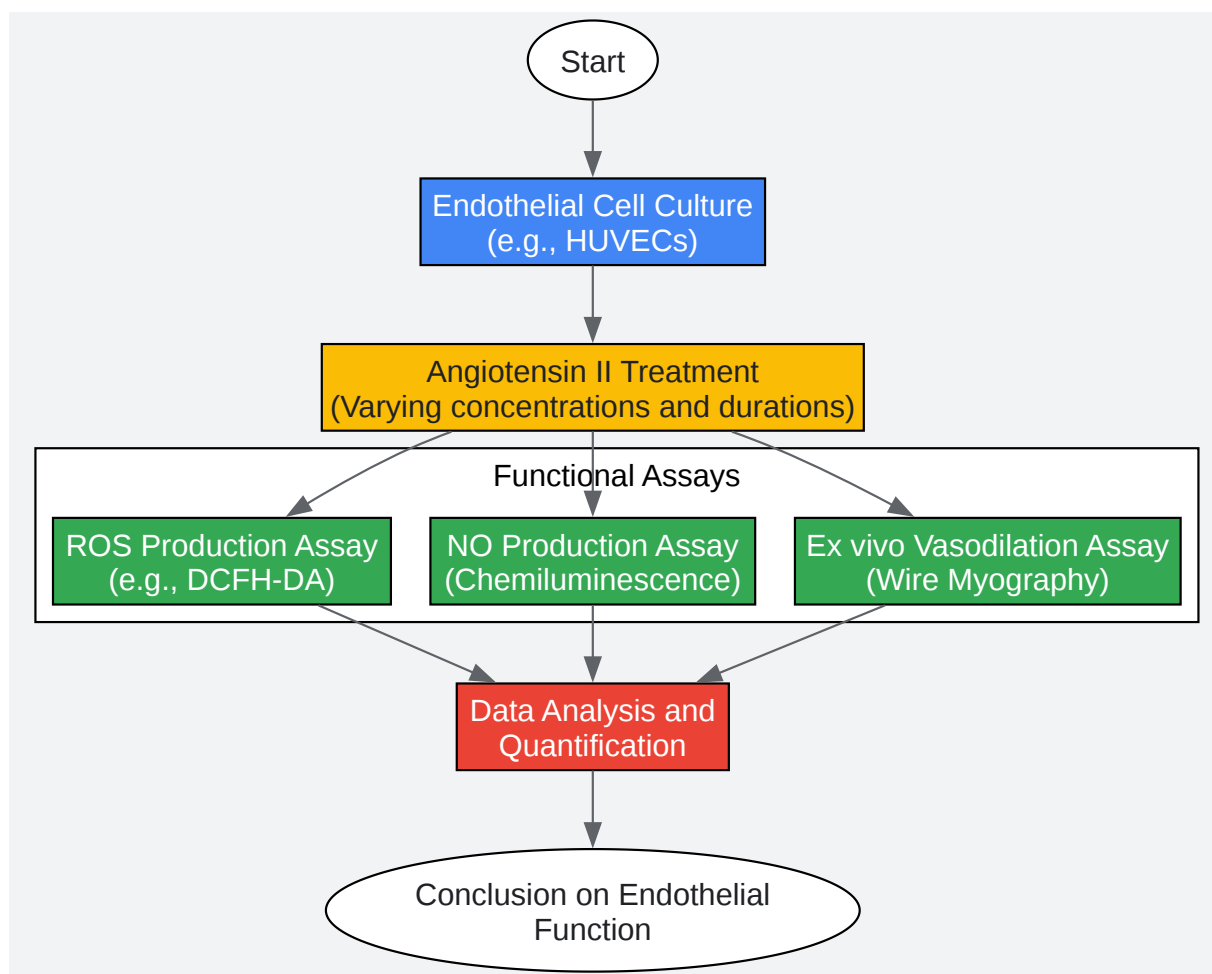 Start
Endothelial Cell Culture
(e.g., HUVECs)
Angiotensin II Treatment
(Varying concentrations and durations)
Functional Assays
ROS Production Assay
(e.g., DCFH-DA)
NO Production Assay
(Chemiluminescence)
Ex vivo Vasodilation Assay
(Wire Myography)
Data Analysis and
Quantification
Conclusion on Endothelial
Function